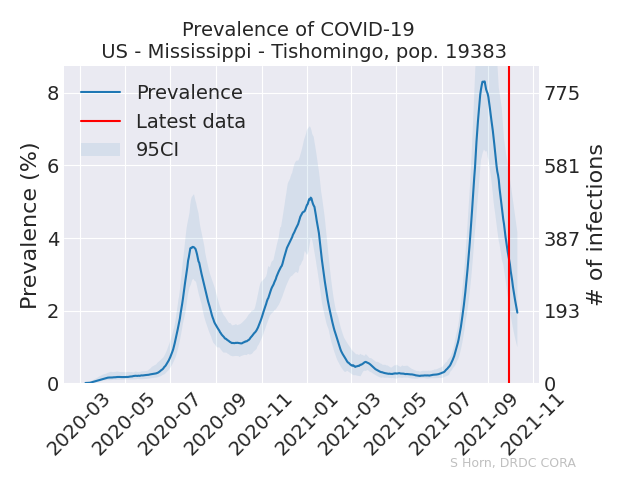 Prevalence of COVID-19
US - Mississippi - Tishomingo, pop. 19383
Prevalence
Latest data
95CI
Prevalence (%)
8
6
4
2
0
775
581
387
193
0
# of infections
2020-03
2020-05
2020-07
2020-09
2020-11
2021-01
2021-03
2021-05
2021-07
2021-09
2021-11
S Horn, DRDC CORA